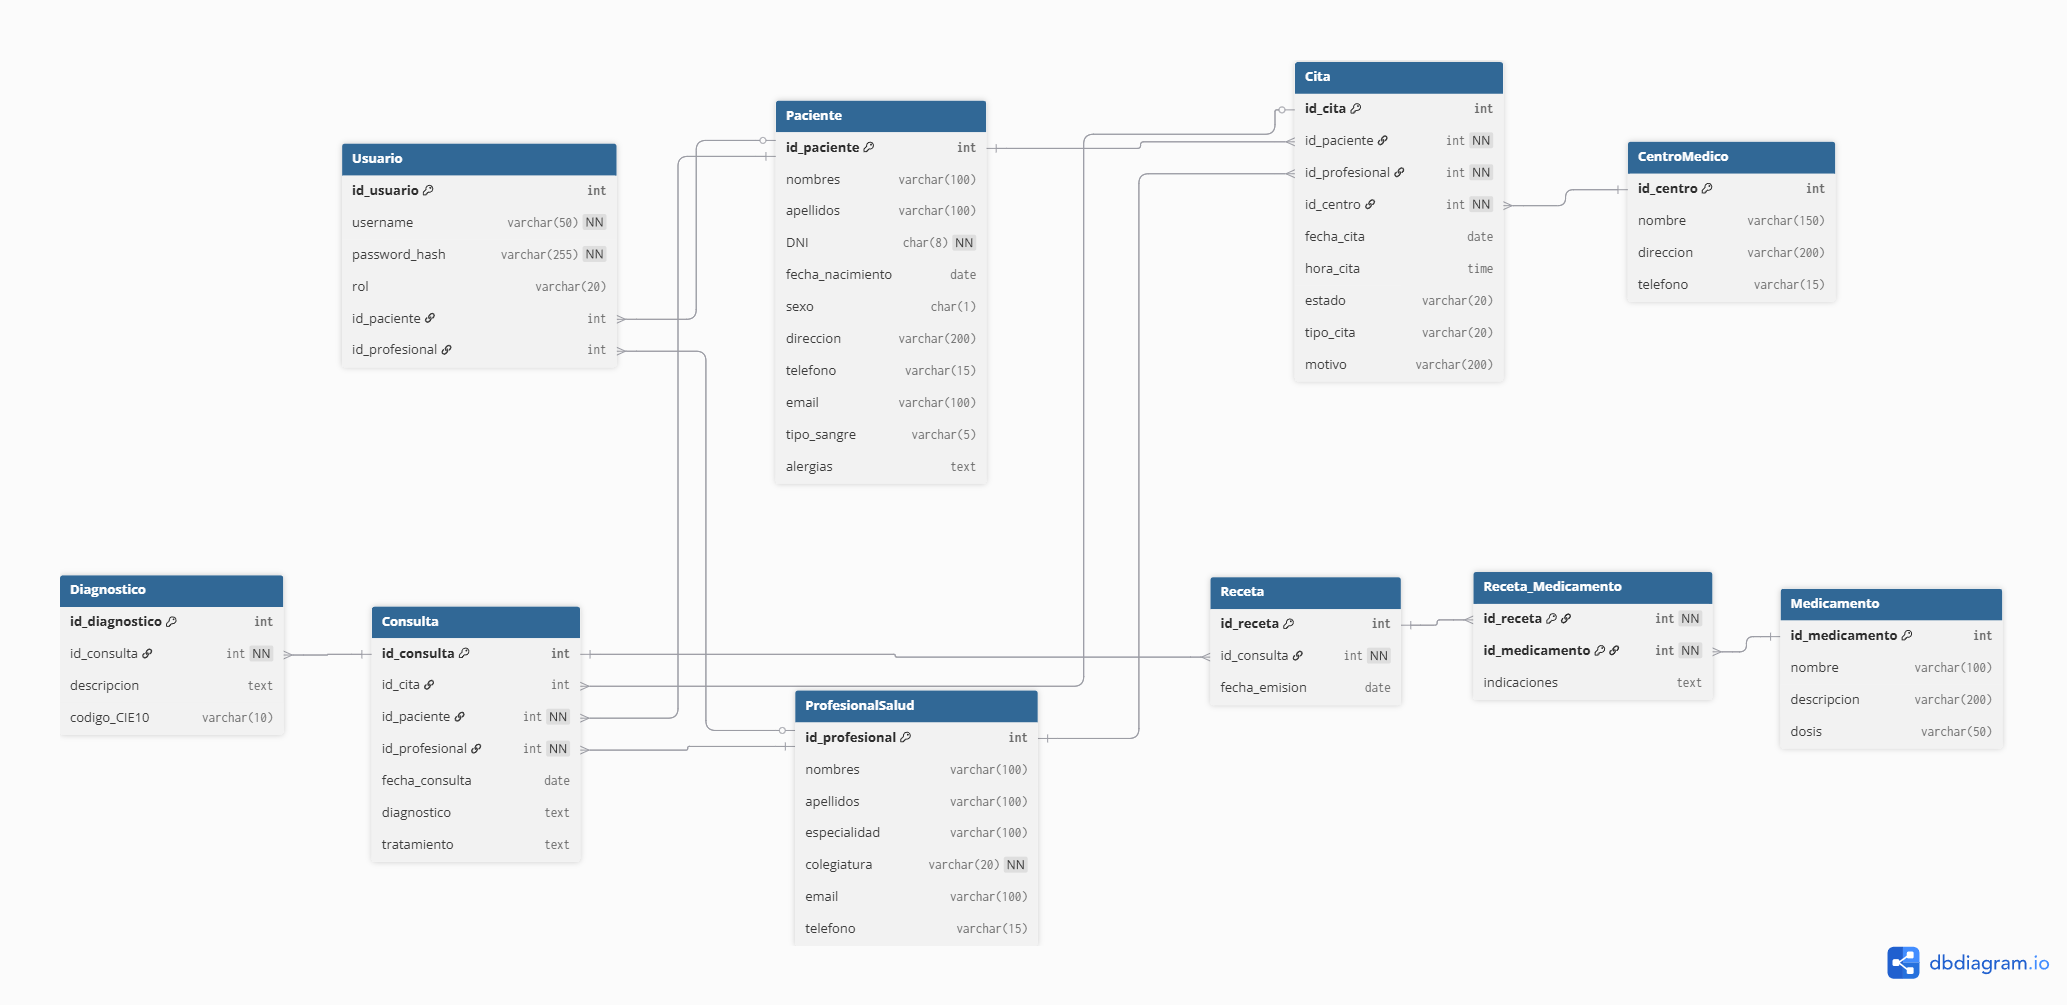 Usuario
id_usuario int
username varchar(50) NN
password_hash varchar(255) NN
rol varchar(20)
id_paciente int
id_profesional int
Paciente
id_paciente int
nombres varchar(100)
apellidos varchar(100)
DNI char(8) NN
fecha_nacimiento date
sexo char(1)
direccion varchar(200)
telefono varchar(15)
email varchar(100)
tipo_sangre varchar(5)
alergias text
Cita
id_cita int
id_paciente int NN
id_profesional int NN
id_centro int NN
fecha_cita date
hora_cita time
estado varchar(20)
tipo_cita varchar(20)
motivo varchar(200)
CentroMedico
id_centro int
nombre varchar(150)
direccion varchar(200)
telefono varchar(15)
Diagnostico
id_diagnostico int
id_consulta int NN
descripcion text
codigo_CIE10 varchar(10)
Consulta
id_consulta int
id_cita int
id_paciente int NN
id_profesional int NN
fecha_consulta date
diagnostico text
tratamiento text
ProfesionalSalud
id_profesional int
nombres varchar(100)
apellidos varchar(100)
especialidad varchar(100)
colegiatura varchar(20) NN
email varchar(100)
telefono varchar(15)
Receta
id_receta int
id_consulta int NN
fecha_emision date
Receta_Medicamento
id_receta int NN
id_medicamento int NN
indicaciones text
Medicamento
id_medicamento int
nombre varchar(100)
descripcion varchar(200)
dosis varchar(50)
dbdiagram.io